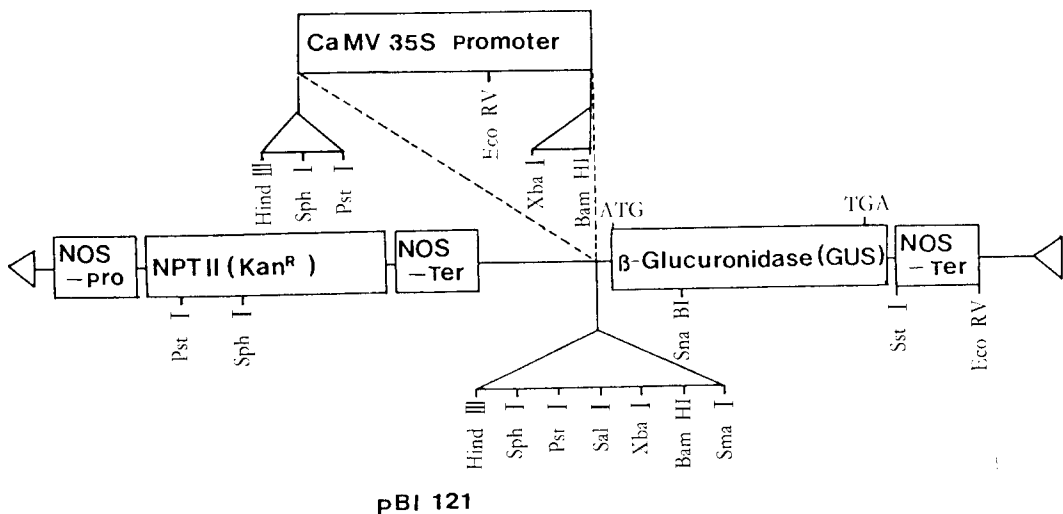 CaMV 35S Promoter
Hind III
Sph I
Pst I
Eco RV
Xba I
Bam HI
ATG
TGA
NOS
-pro
NPTII (Kan^R )
NOS
-Ter
β-Glucuronidase (GUS)
NOS
-Ter
Pst I
Sph I
Sna BI
Sst I
Eco RV
Hind III
Sph I
Pst I
Sal I
Xba I
Bam HI
Sma I
pBI 121